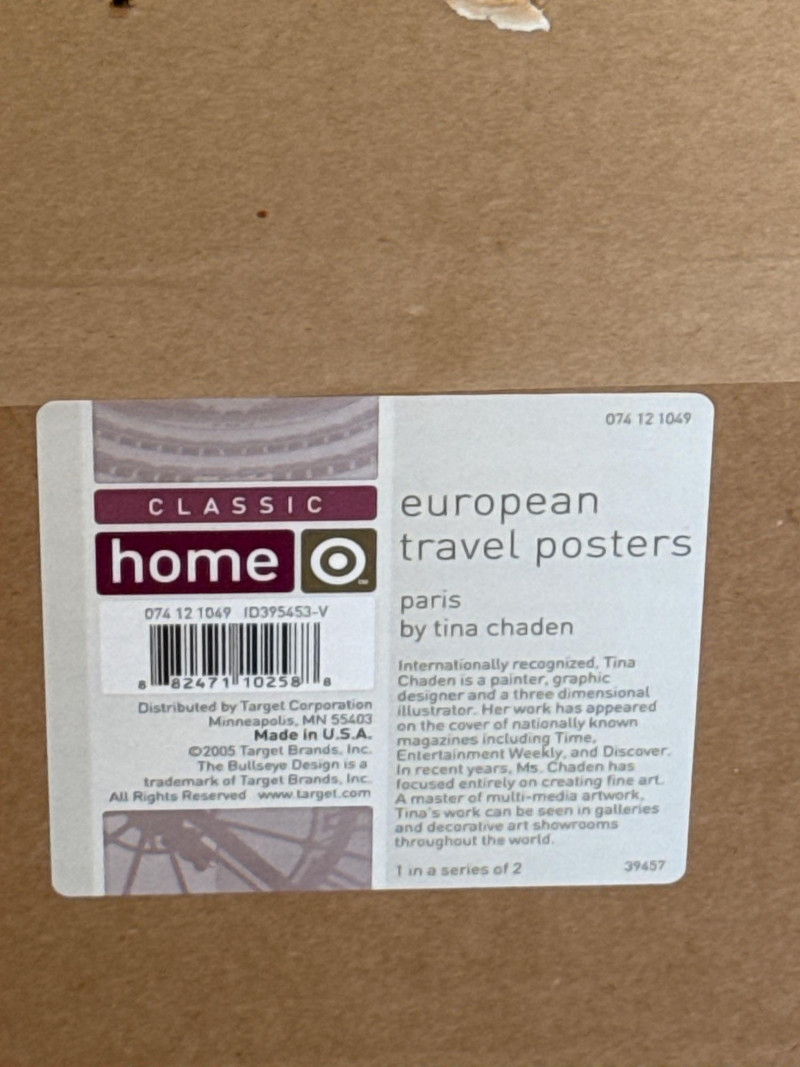 074 12 1049
CLASSIC
home
TM
074 12 1049 ID395453-V
8 82471 10258 8
Distributed by Target Corporation
Minneapolis, MN 55403
Made in U.S.A.
©2005 Target Brands, Inc.
The Bullseye Design is a
trademark of Target Brands, Inc.
All Rights Reserved www.target.com
european
travel posters
paris
by tina chaden
Internationally recognized, Tina
Chaden is a painter, graphic
designer and a three dimensional
illustrator. Her work has appeared
on the cover of nationally known
magazines including Time,
Entertainment Weekly, and Discover.
In recent years, Ms. Chaden has
focused entirely on creating fine art.
A master of multi-media artwork,
Tina's work can be seen in galleries
and decorative art showrooms
throughout the world.
1 in a series of 2
39457